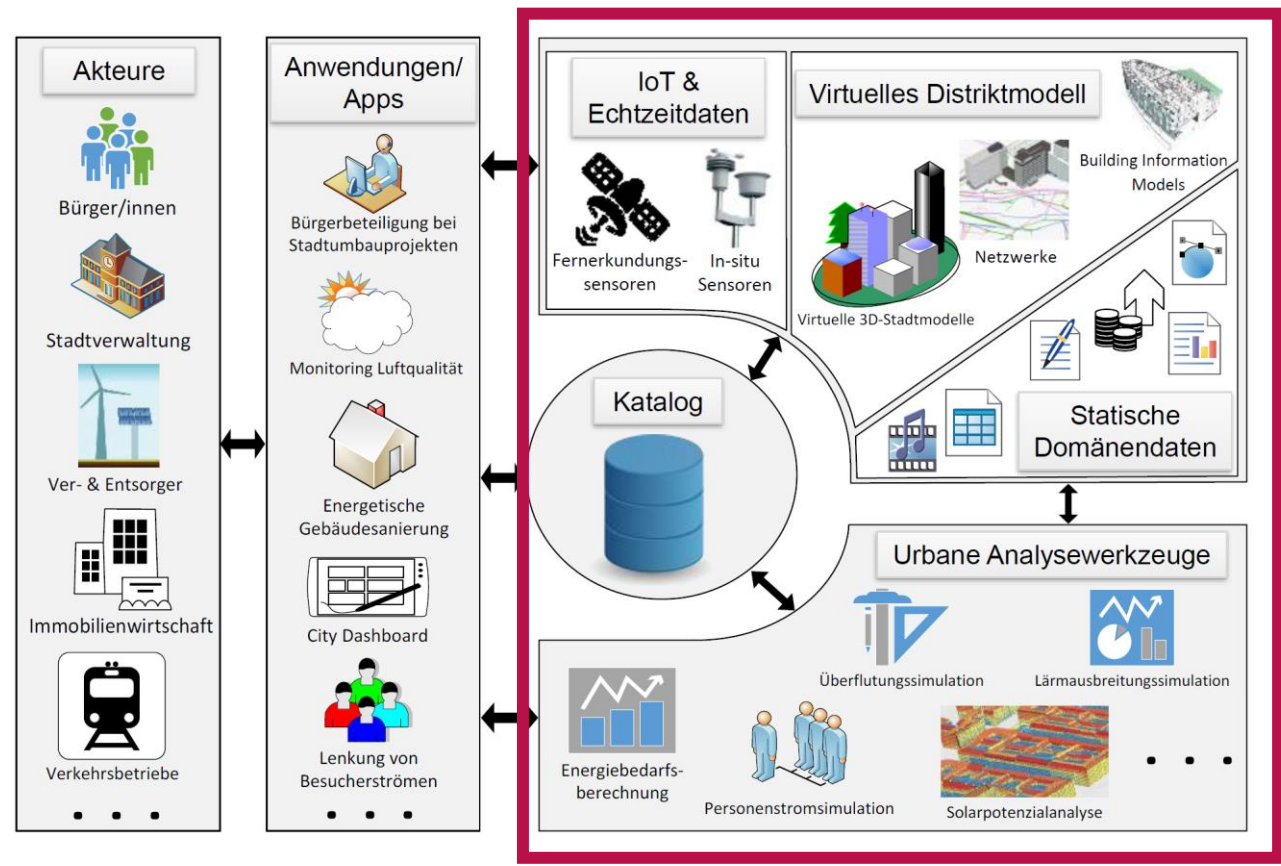 Akteure
Bürger/innen
Stadtverwaltung
Ver- & Entsorger
Immobilienwirtschaft
Verkehrsbetriebe
. . .
Anwendungen/
Apps
Bürgerbeteiligung bei
Stadtumbauprojekten
Monitoring Luftqualität
Energetische
Gebäudesanierung
City Dashboard
Lenkung von
Besucherströmen
. . .
IoT &
Echtzeitdaten
Fernerkundungs-
sensoren
In-situ
Sensoren
Virtuelles Distriktmodell
Building Information
Models
Netzwerke
Virtuelle 3D-Stadtmodelle
Statische
Domänendaten
Katalog
Urbane Analysewerkzeuge
Überflutungssimulation
Lärmausbreitungssimulation
Energiebedarfs-
berechnung
Personenstromsimulation
Solarpotenzialanalyse
. . .